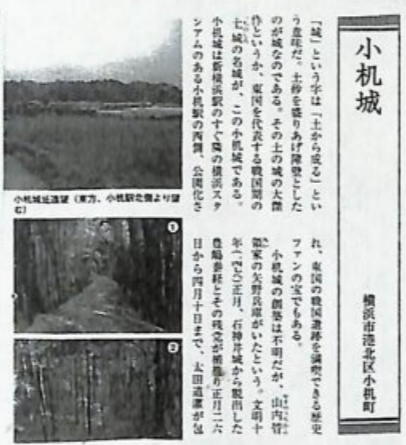 小机城
横浜市港北区小机町
「城」という字は「土から成る」とい
う意味だ。土砂を盛りあげ障壁とした
のが城なのである。その土の城の大傑
作というか、東国を代表する戦国期の
土城の名城が、この小机城である。
小机城は新横浜駅のすぐ隣の横浜スタ
ジアムのある小机駅の西側、公園化さ
れ、東国の戦国遺跡を満喫できる歴史
ファンの宝でもある。
小机城の創築は不明だが、山内管
領家の矢野兵庫がいたという。文明十
年（一四七八）正月、石神井城から脱出した
豊島泰経とその残党が楯籠り正月二六
日から四月十日まで、太田道灌が包
小机城址遠望（東方、小机駅北側より望
む）
1
2